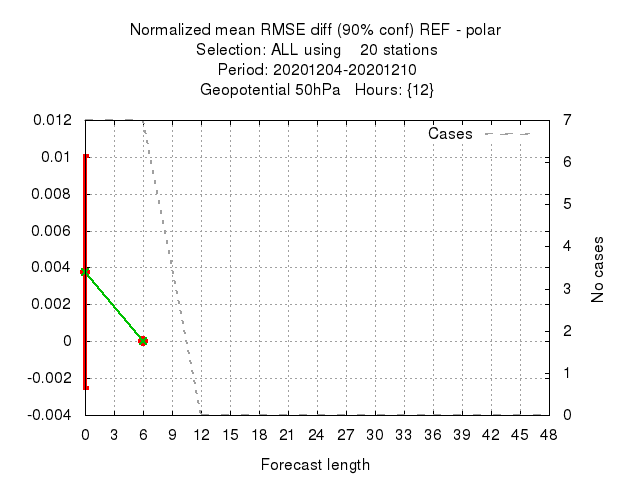 Normalized mean RMSE diff (90% conf) REF - polar
Selection: ALL using 20 stations
Period: 20201204-20201210
Geopotential 50hPa Hours: {12}
Cases
0.012
0.01
0.008
0.006
0.004
0.002
0
-0.002
-0.004
7
6
5
4
3
2
1
0
No cases
0 3 6 9 12 15 18 21 24 27 30 33 36 39 42 45 48
Forecast length